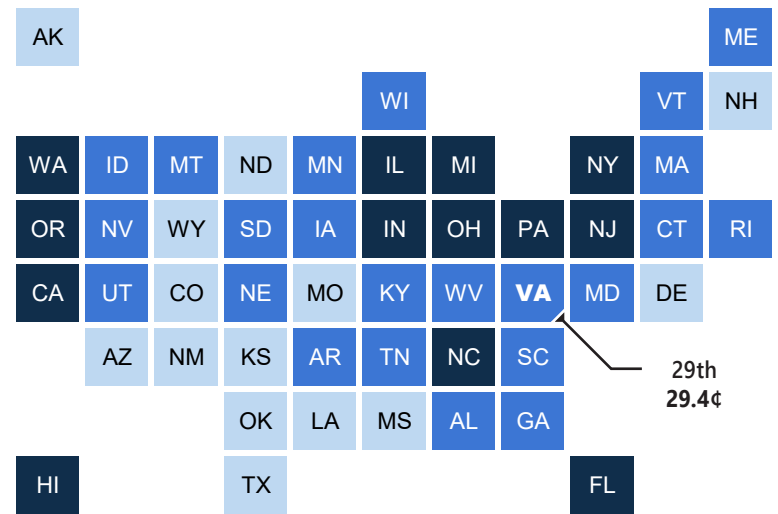 AK ME
WI VT NH
WA ID MT ND MN IL MI NY MA
OR NV WY SD IA IN OH PA NJ CT RI
CA UT CO NE MO KY WV VA MD DE
AZ NM KS AR TN NC SC
29th
29.4¢
OK LA MS AL GA
HI TX FL